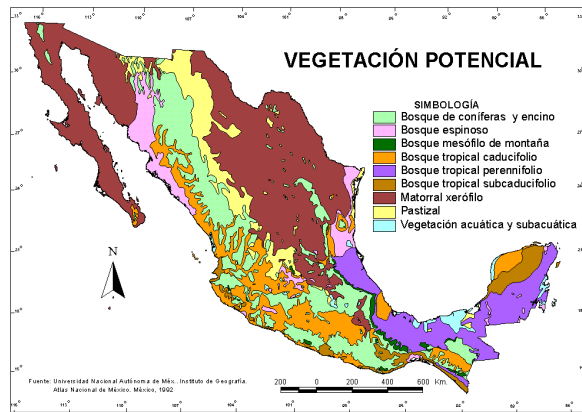 VEGETACIÓN POTENCIAL
SIMBOLOGÍA
Bosque de coníferas y encino
Bosque espinoso
Bosque mesófilo de montaña
Bosque tropical caducifolio
Bosque tropical perennifolio
Bosque tropical subcaducifolio
Matorral xerófilo
Pastizal
Vegetación acuática y subacuática
N
200 0 200 400 600 Km.
Fuente: Universidad Nacional Autónoma de Méx.. Instituto de Geografía.
Atlas Nacional de México. México, 1992